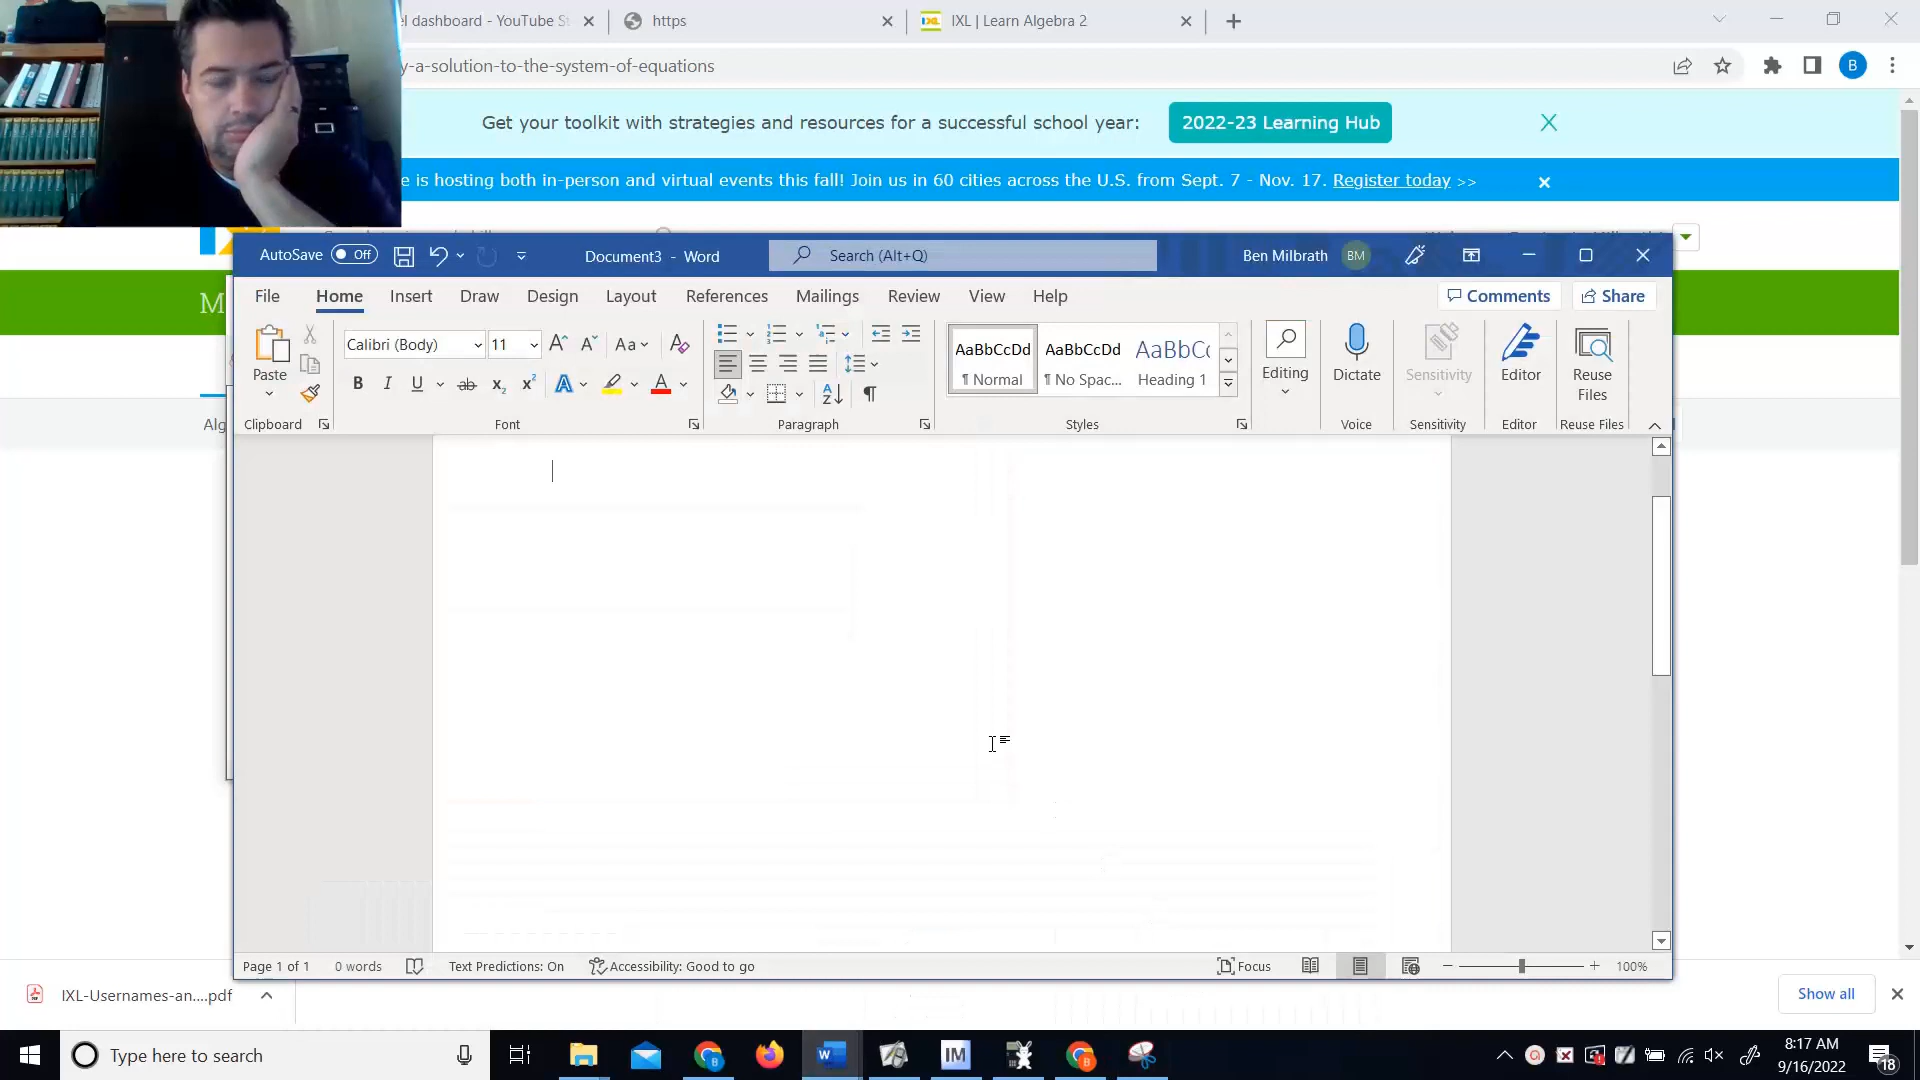 el dashboard - YouTube St
https
IXL | Learn Algebra 2
y-a-solution-to-the-system-of-equations
B
Get your toolkit with strategies and resources for a successful school year:
2022-23 Learning Hub
e is hosting both in-person and virtual events this fall! Join us in 60 cities across the U.S. from Sept. 7 - Nov. 17. Register today >>
M
Alg
AutoSave
Off
Document3 - Word
Search (Alt+Q)
Ben Milbrath
BM
File
Home
Insert
Draw
Design
Layout
References
Mailings
Review
View
Help
Comments
Share
Paste
Clipboard
Calibri (Body)
11
Aa
Font
Paragraph
AaBbCcDd
¶ Normal
AaBbCcDd
¶ No Spac...
AaBbCc
Heading 1
Styles
Editing
Dictate
Voice
Sensitivity
Sensitivity
Editor
Editor
Reuse
Files
Reuse Files
Page 1 of 1
0 words
Text Predictions: On
Accessibility: Good to go
Focus
100%
IXL-Usernames-an....pdf
Show all
Type here to search
IM
8:17 AM
9/16/2022
18